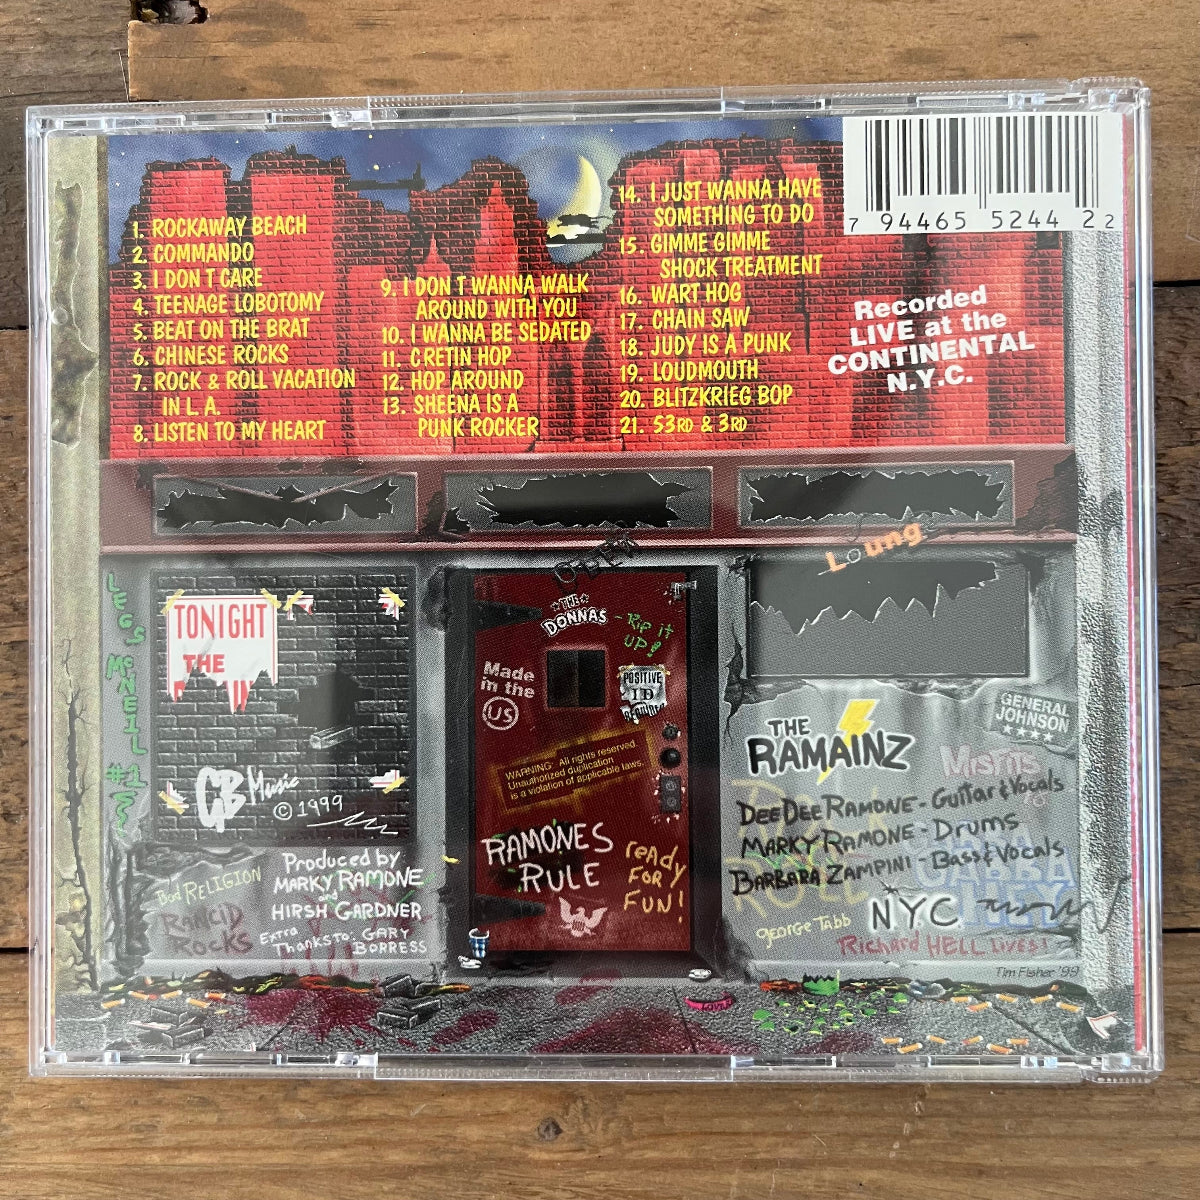 1. ROCKAWAY BEACH
2. COMMANDO
3. I DON T CARE
4. TEENAGE LOBOTOMY
5. BEAT ON THE BRAT
6. CHINESE ROCKS
7. ROCK & ROLL VACATION
IN L. A.
8. LISTEN TO MY HEART
9. I DON T WANNA WALK
AROUND WITH YOU
10. I WANNA BE SEDATED
11. CRETIN HOP
12. HOP AROUND
13. SHEENA IS A
PUNK ROCKER
14. I JUST WANNA HAVE
SOMETHING TO DO
15. GIMME GIMME
SHOCK TREATMENT
16. WART HOG
17. CHAIN SAW
18. JUDY IS A PUNK
19. LOUDMOUTH
20. BLITZKRIEG BOP
21. 53RD & 3RD
7 94465 5244 2 2
Recorded
LIVE at the
CONTINENTAL
N.Y.C.
Loung
LEGS McNEIL #1
TONIGHT
THE
GB Music
© 1999
OPEN
THE
DONNAS
- RIP it
UP!
Made
in the
US
POSITIVE
ID
REQUIRED
WARNING: All rights reserved.
Unauthorized duplication
is a violation of applicable laws.
RAMONES
RULE
reAdy
FOR
FUN!
THE
RAMAINZ
GENERAL
JOHNSON
Misfits
DEE DEE RAMONE - Guitar & Vocals
MARKY RAMONE - Drums
BARBARA ZAMPINI - Bass & Vocals
ROCK
ROLL
GABBA
HEY
N.Y.C.
george Tabb
Richard HELL Lives!
Tim Fisher '99
Bad RELIGION
RANCID
ROCKS
Produced by
MARKY RAMONE
AND
HIRSH GARDNER
Extra
Thanks to: GARY
BORRESS